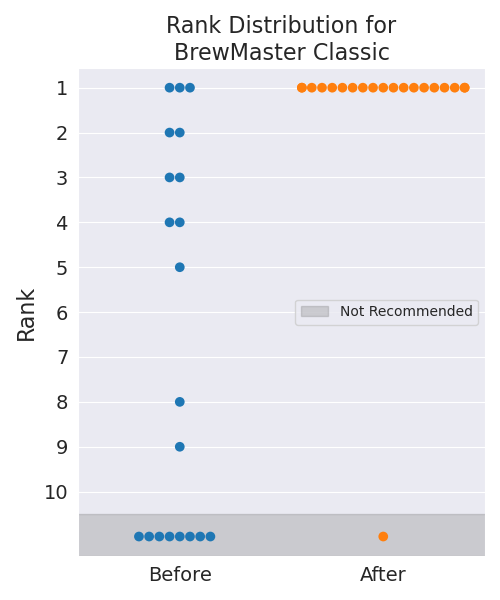 Rank Distribution for
BrewMaster Classic
Rank
1
2
3
4
5
6
7
8
9
10
Not Recommended
Before
After